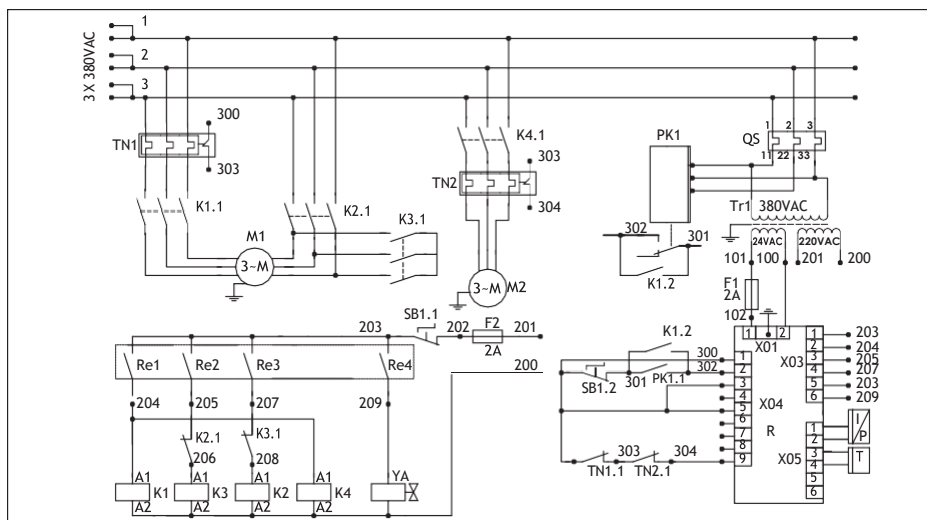 3 X 380VAC
1
2
3
300
TN1
303
K1.1
M1
3~M
K2.1
K3.1
K4.1
303
TN2
304
3~M
M2
PK1
1 2 3
QS
11 22 33
Tr1
380VAC
302
301
K1.2
24VAC
220VAC
101 100 201 200
F1
2A
102
203
SB1.1
202
F2
2A
201
200
Re1 Re2 Re3 Re4
204 205 207 209
K2.1
206
K3.1
208
A1 A1 A1 A1 YA
K1 K3 K2 K4
A2 A2 A2 A2
K1.2
300
302
SB1.2
301
PK1.1
303
304
TN1.1
TN2.1
1 2
X01
1
2
3
4
5
6
7
8
9
X04
R
X03
1 203
2 204
3 205
4 207
5 203
6 209
X05
1
2
3
4
5
6
I/P
T